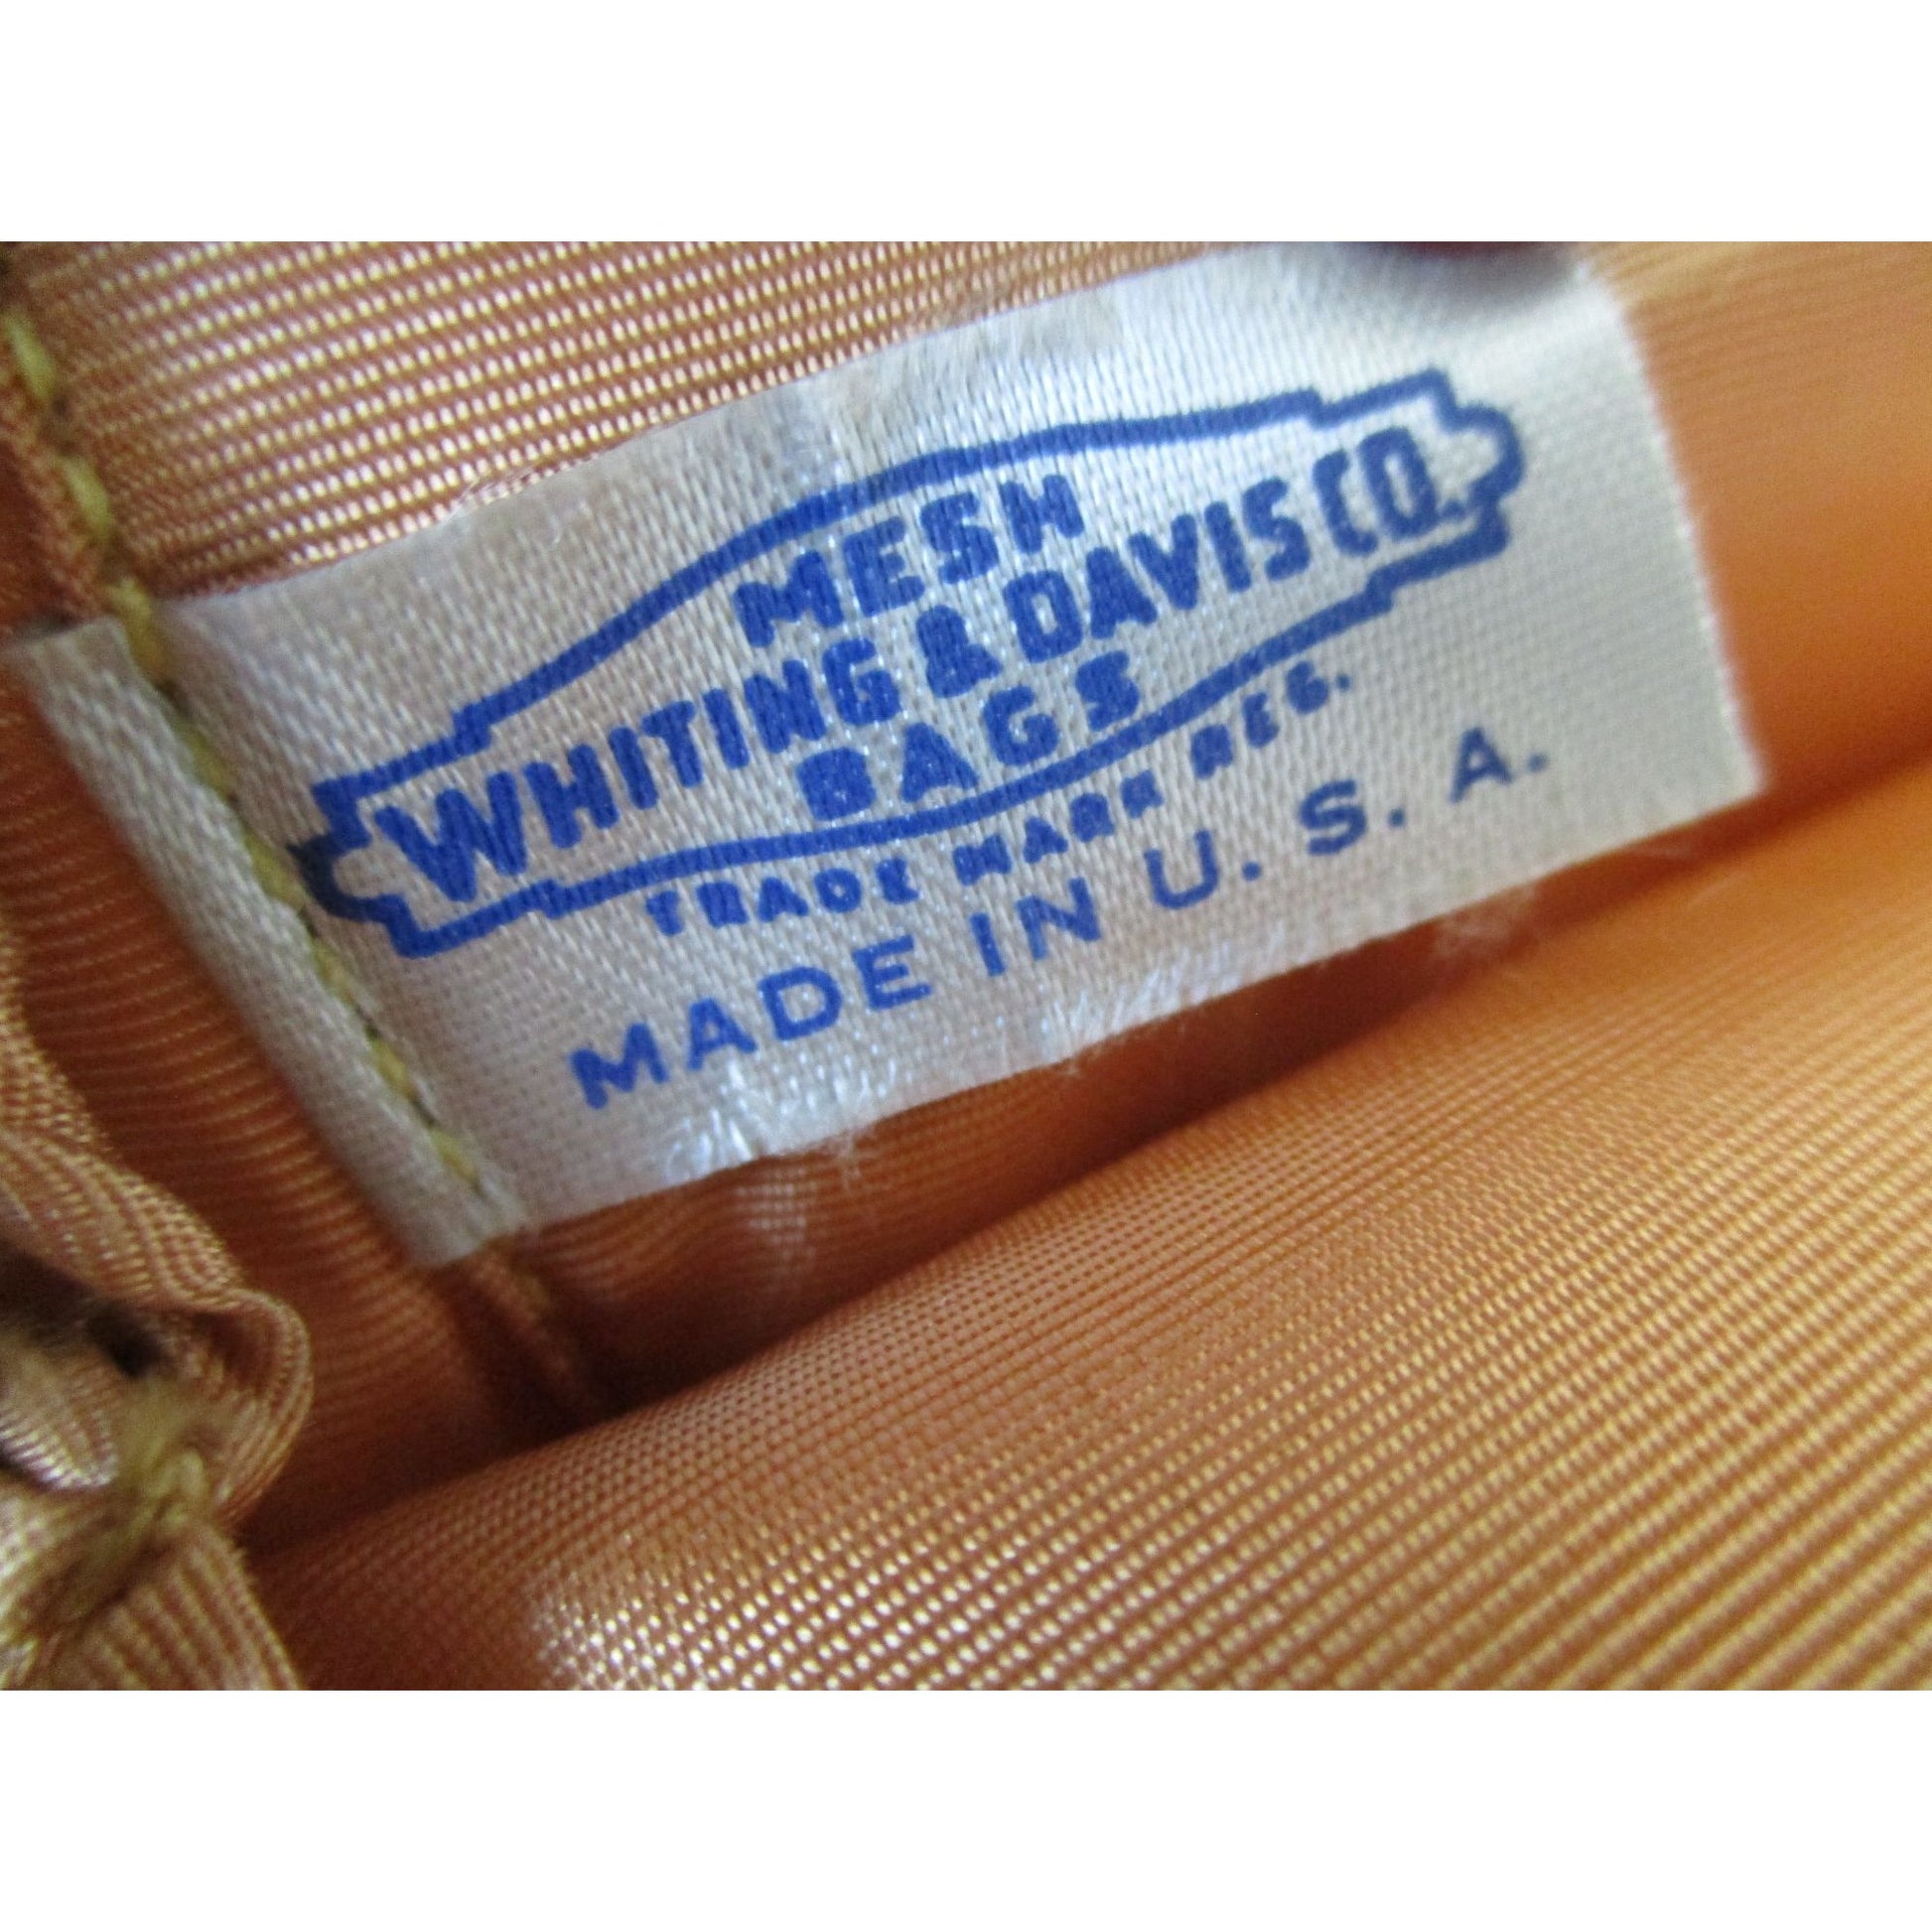 MESH
WHITING & DAVIS CO.
BAGS
TRADE MARK REG.
MADE IN U. S. A.